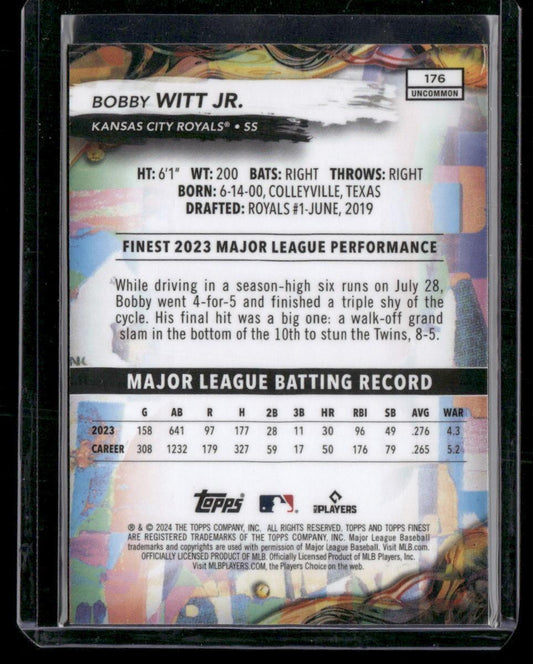 176
UNCOMMON
BOBBY WITT JR.
KANSAS CITY ROYALS® • SS
HT: 6'1" WT: 200 BATS: RIGHT THROWS: RIGHT
BORN: 6-14-00, COLLEYVILLE, TEXAS
DRAFTED: ROYALS #1-JUNE, 2019
FINEST 2023 MAJOR LEAGUE PERFORMANCE
While driving in a season-high six runs on July 28,
Bobby went 4-for-5 and finished a triple shy of the
cycle. His final hit was a big one: a walk-off grand
slam in the bottom of the 10th to stun the Twins, 8-5.
MAJOR LEAGUE BATTING RECORD
G AB R H 2B 3B HR RBI SB AVG WAR
2023 158 641 97 177 28 11 30 96 49 .276 4.3
CAREER 308 1232 179 327 59 17 50 176 79 .265 5.2
topps PLAYERS
® & © 2024 THE TOPPS COMPANY, INC. ALL RIGHTS RESERVED. TOPPS AND TOPPS FINEST
ARE REGISTERED TRADEMARKS OF THE TOPPS COMPANY, INC. Major League Baseball
trademarks and copyrights are used with permission of Major League Baseball. Visit MLB.com.
OFFICIALLY LICENSED PRODUCT OF MLB. Officially Licensed Product of MLB Players, Inc.
Visit MLBPLAYERS.COM, the Players Choice on the web.